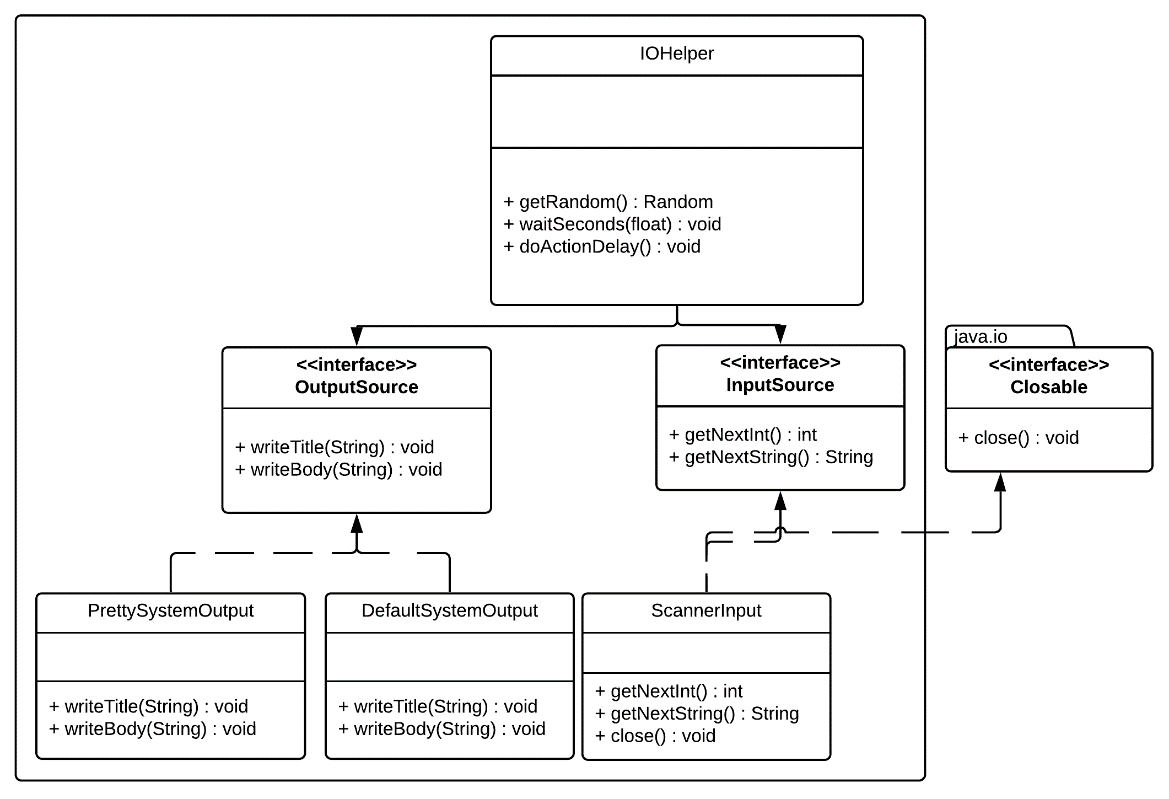 IOHelper
+ getRandom() : Random
+ waitSeconds(float) : void
+ doActionDelay() : void
<<interface>>
OutputSource
+ writeTitle(String) : void
+ writeBody(String) : void
<<interface>>
InputSource
+ getNextInt() : int
+ getNextString() : String
java.io
<<interface>>
Closable
+ close() : void
PrettySystemOutput
+ writeTitle(String) : void
+ writeBody(String) : void
DefaultSystemOutput
+ writeTitle(String) : void
+ writeBody(String) : void
ScannerInput
+ getNextInt() : int
+ getNextString() : String
+ close() : void